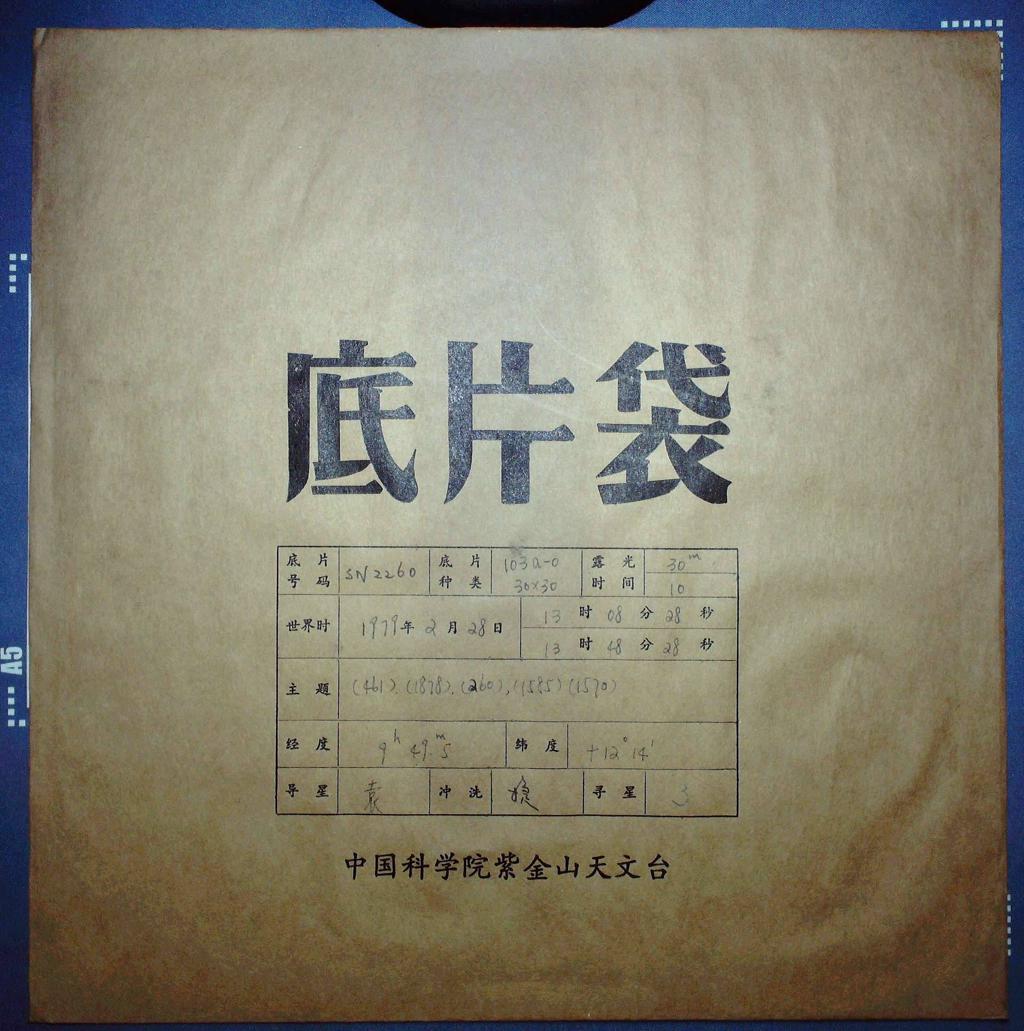 底片袋
底片号码 SN2260 底片种类 103a-0 30×30 露光时间 30ᵐ 10
世界时 1979年2月28日 13时08分28秒
13时48分28秒
主题 (461).(1878).(260),(1585)(1570)
经度 9ʰ 49ᵐ.5 纬度 +12°14′
导星 袁 冲洗 寻星 3
中国科学院紫金山天文台
A5